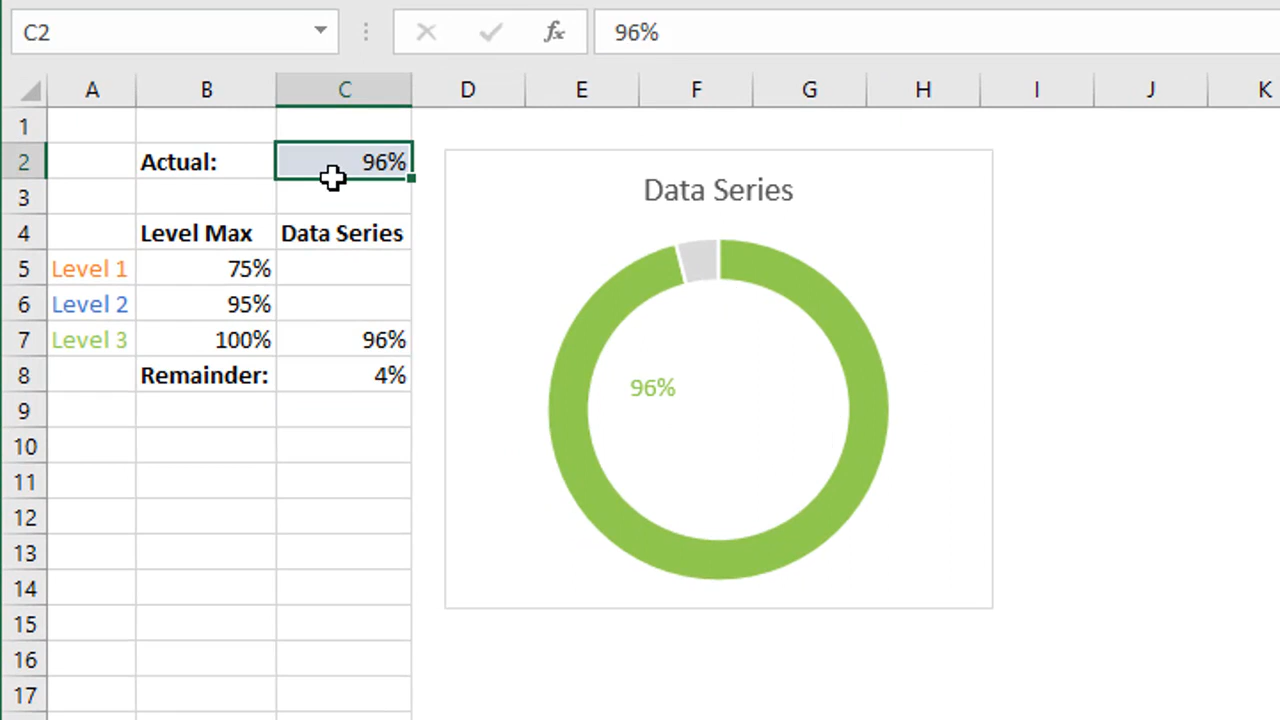 C2 fx 96%
A B C D E F G H I J K
1
2 Actual: 96%
3
4 Level Max Data Series
5 Level 1 75%
6 Level 2 95%
7 Level 3 100% 96%
8 Remainder: 4%
9
10
11
12
13
14
15
16
17
Data Series
96%